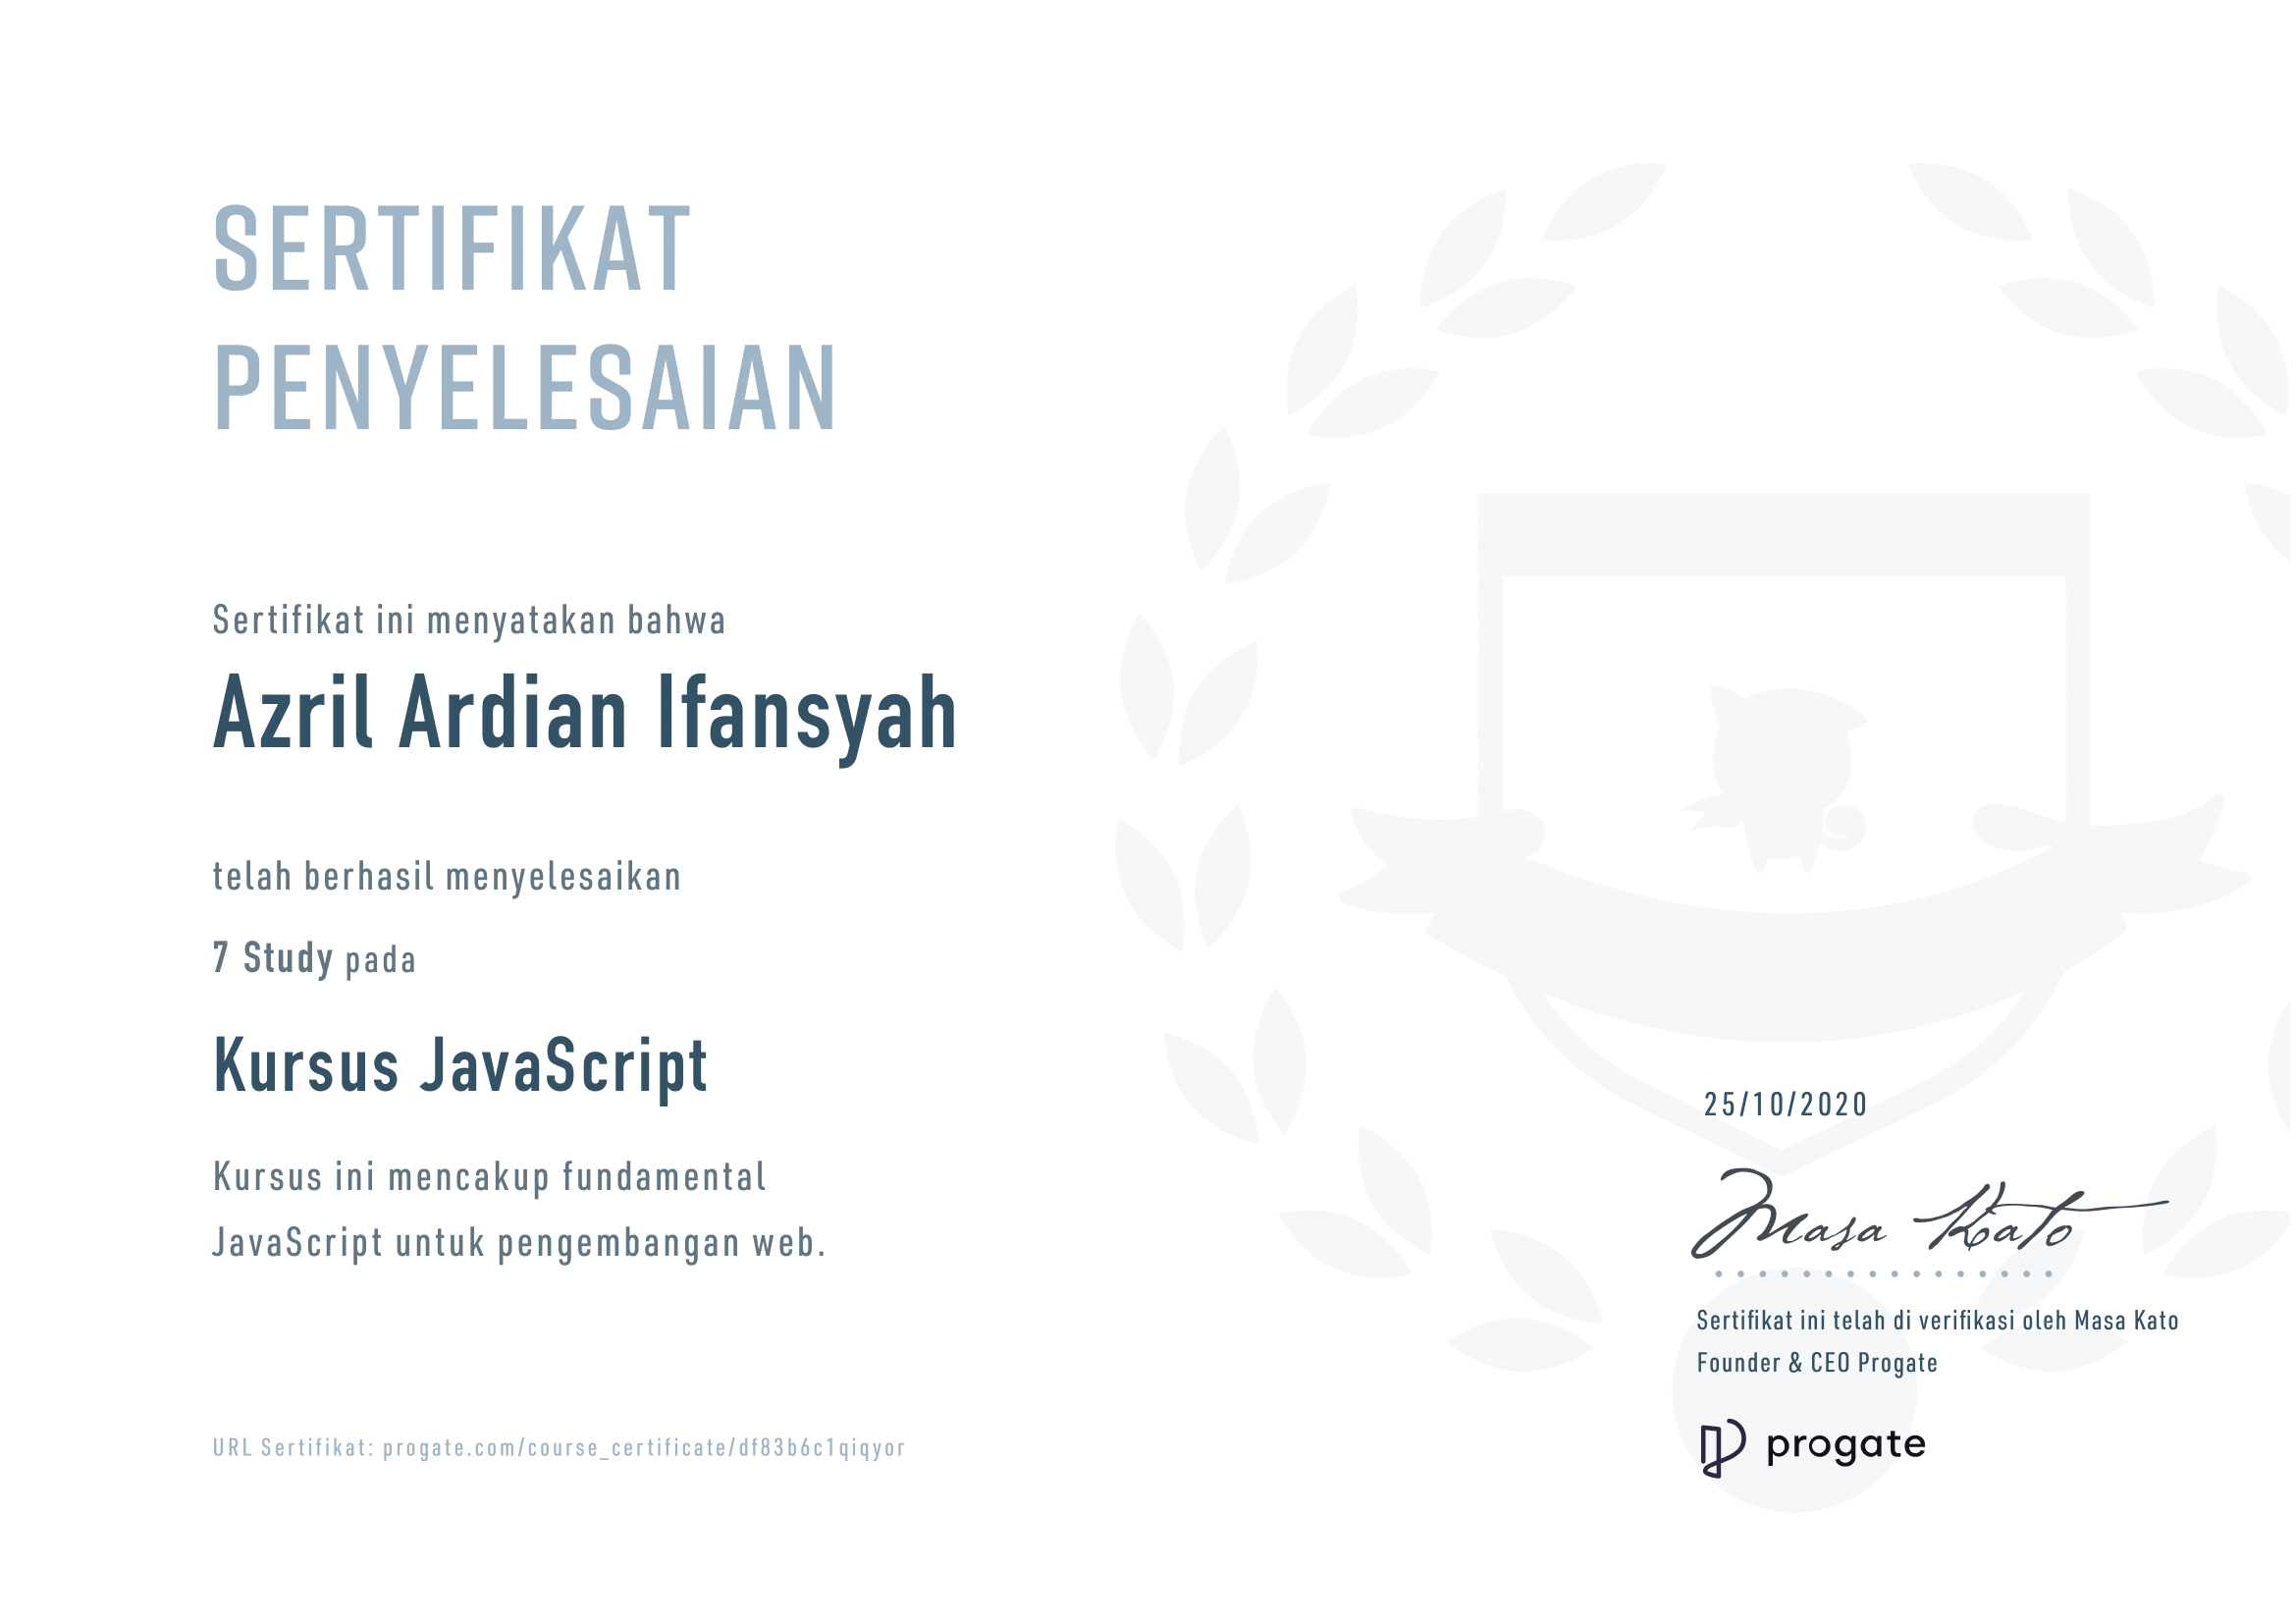 SERTIFIKAT
PENYELESAIAN
Sertifikat ini menyatakan bahwa
Azril Ardian Ifansyah
telah berhasil menyelesaikan
7 Study pada
Kursus JavaScript
Kursus ini mencakup fundamental
JavaScript untuk pengembangan web.
25/10/2020
Masa Kato
Sertifikat ini telah di verifikasi oleh Masa Kato
Founder & CEO Progate
progate
URL Sertifikat: progate.com/course_certificate/df83b6c1qiqyor